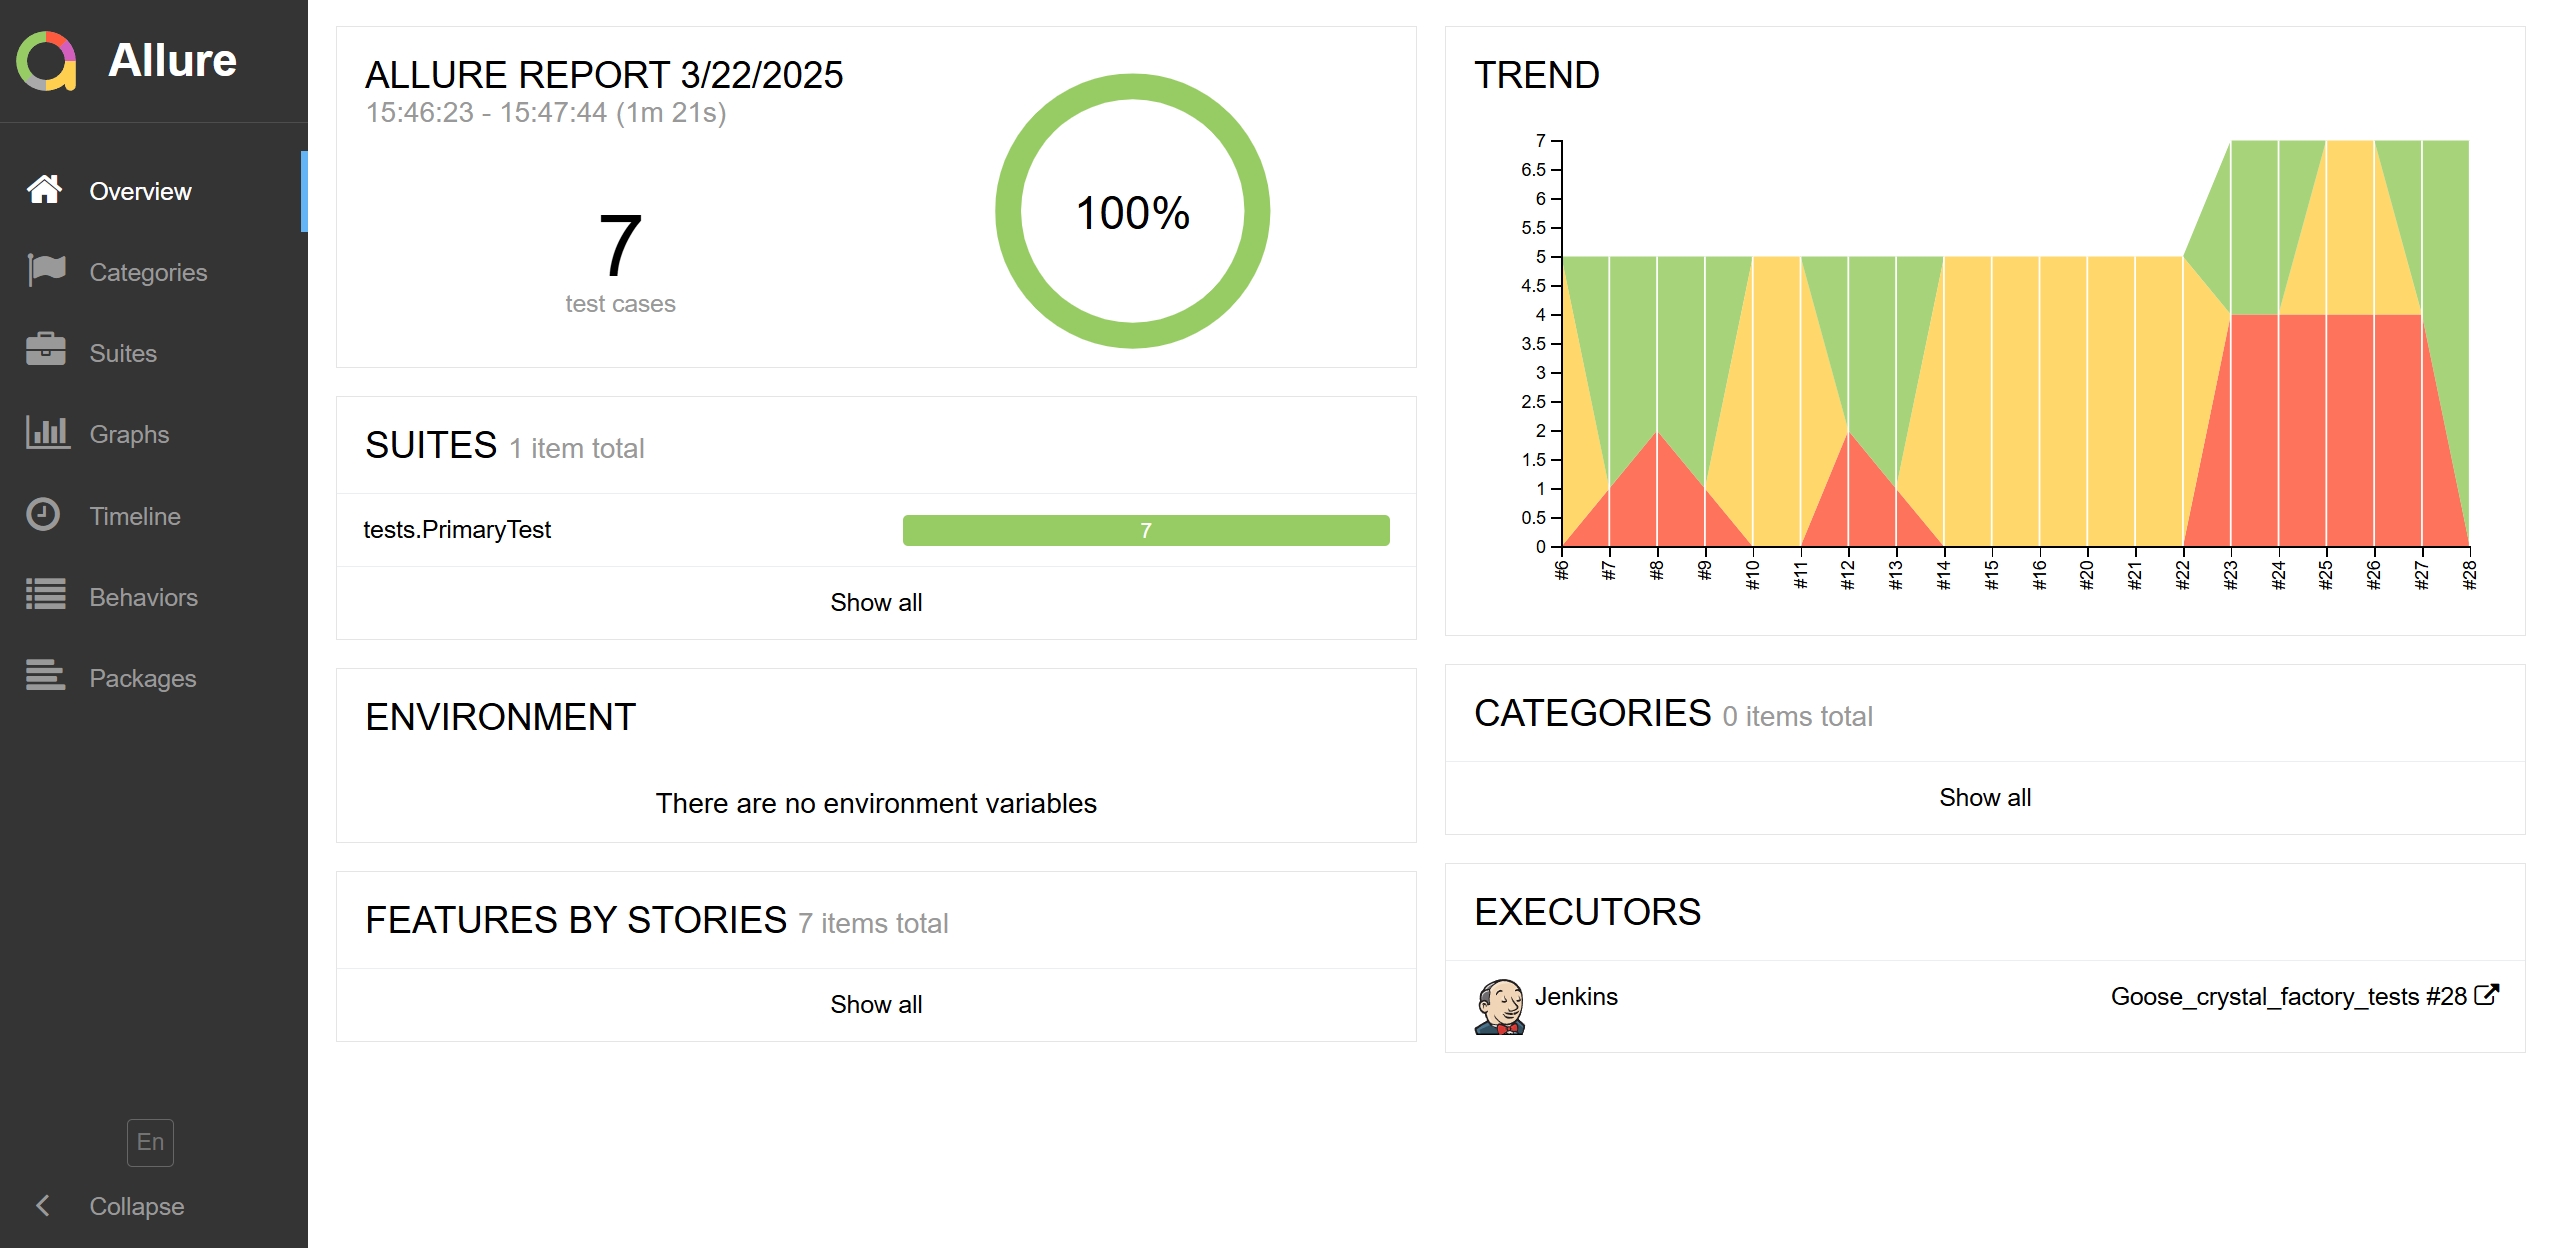 Allure
Overview
Categories
Suites
Graphs
Timeline
Behaviors
Packages
En
Collapse
ALLURE REPORT 3/22/2025
15:46:23 - 15:47:44 (1m 21s)
7
test cases
100%
SUITES 1 item total
tests.PrimaryTest 7
Show all
ENVIRONMENT
There are no environment variables
FEATURES BY STORIES 7 items total
Show all
TREND
7
6.5
6
5.5
5
4.5
4
3.5
3
2.5
2
1.5
1
0.5
0
#6 #7 #8 #9 #10 #11 #12 #13 #14 #15 #16 #20 #21 #22 #23 #24 #25 #26 #27 #28
CATEGORIES 0 items total
Show all
EXECUTORS
Jenkins Goose_crystal_factory_tests #28